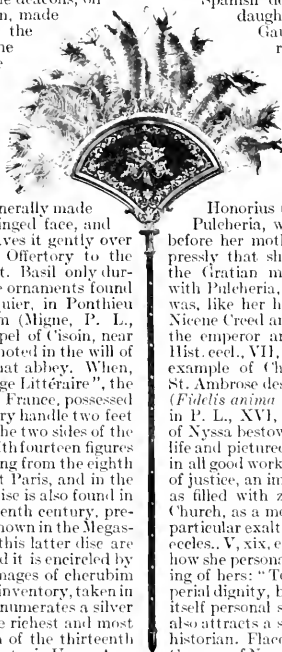 the deacons, on
n, made
the
ne
nerally made
inged face, and
ves it gently over
Offertory to the
t. Basil only dur-
e ornaments found
quier, in Ponthieu
m (Migne, P. L.,
pel of Cisoin, near
noted in the will of
hat abbey. When,
ge Littéraire", the
France, possessed
ry handle two feet
he two sides of the
th fourteen figures
ng from the eighth
t Paris, and in the
isc is also found in
enth century, pre-
hown in the Megas-
this latter disc are
d it is encircled by
mages of cherubim
inventory, taken in
numerates a silver
e richest and most
n of the thirteenth
Spanish de
daugh
Gau
r
Honorius
Pulcheria, w
before her moth
pressly that sh
the Gratian m
with Pulcheria,
was, like her h
Nicene Creed an
the emperor an
Hist. eccl., VII,
example of Ch
St. Ambrose des
(Fidelis anima
in P. L., XVI,
of Nyssa bestow
life and pictured
in all good work
of justice, an im
as filled with z
Church, as a mo
particular exalt
eccles., V, xix, e
how she persona
ing of hers: "To
perial dignity, b
itself personal s
also attracts a s
historian. Flacc